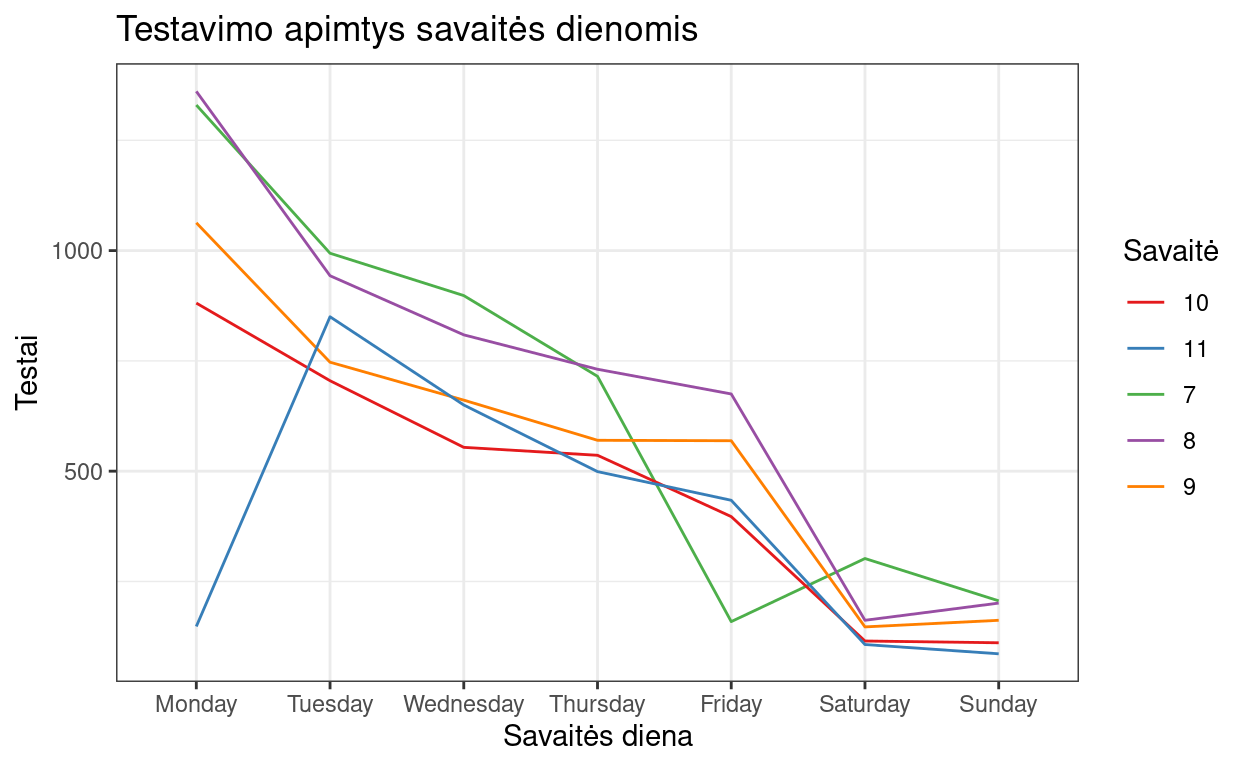 Testavimo apimtys savaitės dienomis
Testai
1000
500
Monday Tuesday Wednesday Thursday Friday Saturday Sunday
Savaitės diena
Savaitė
10
11
7
8
9